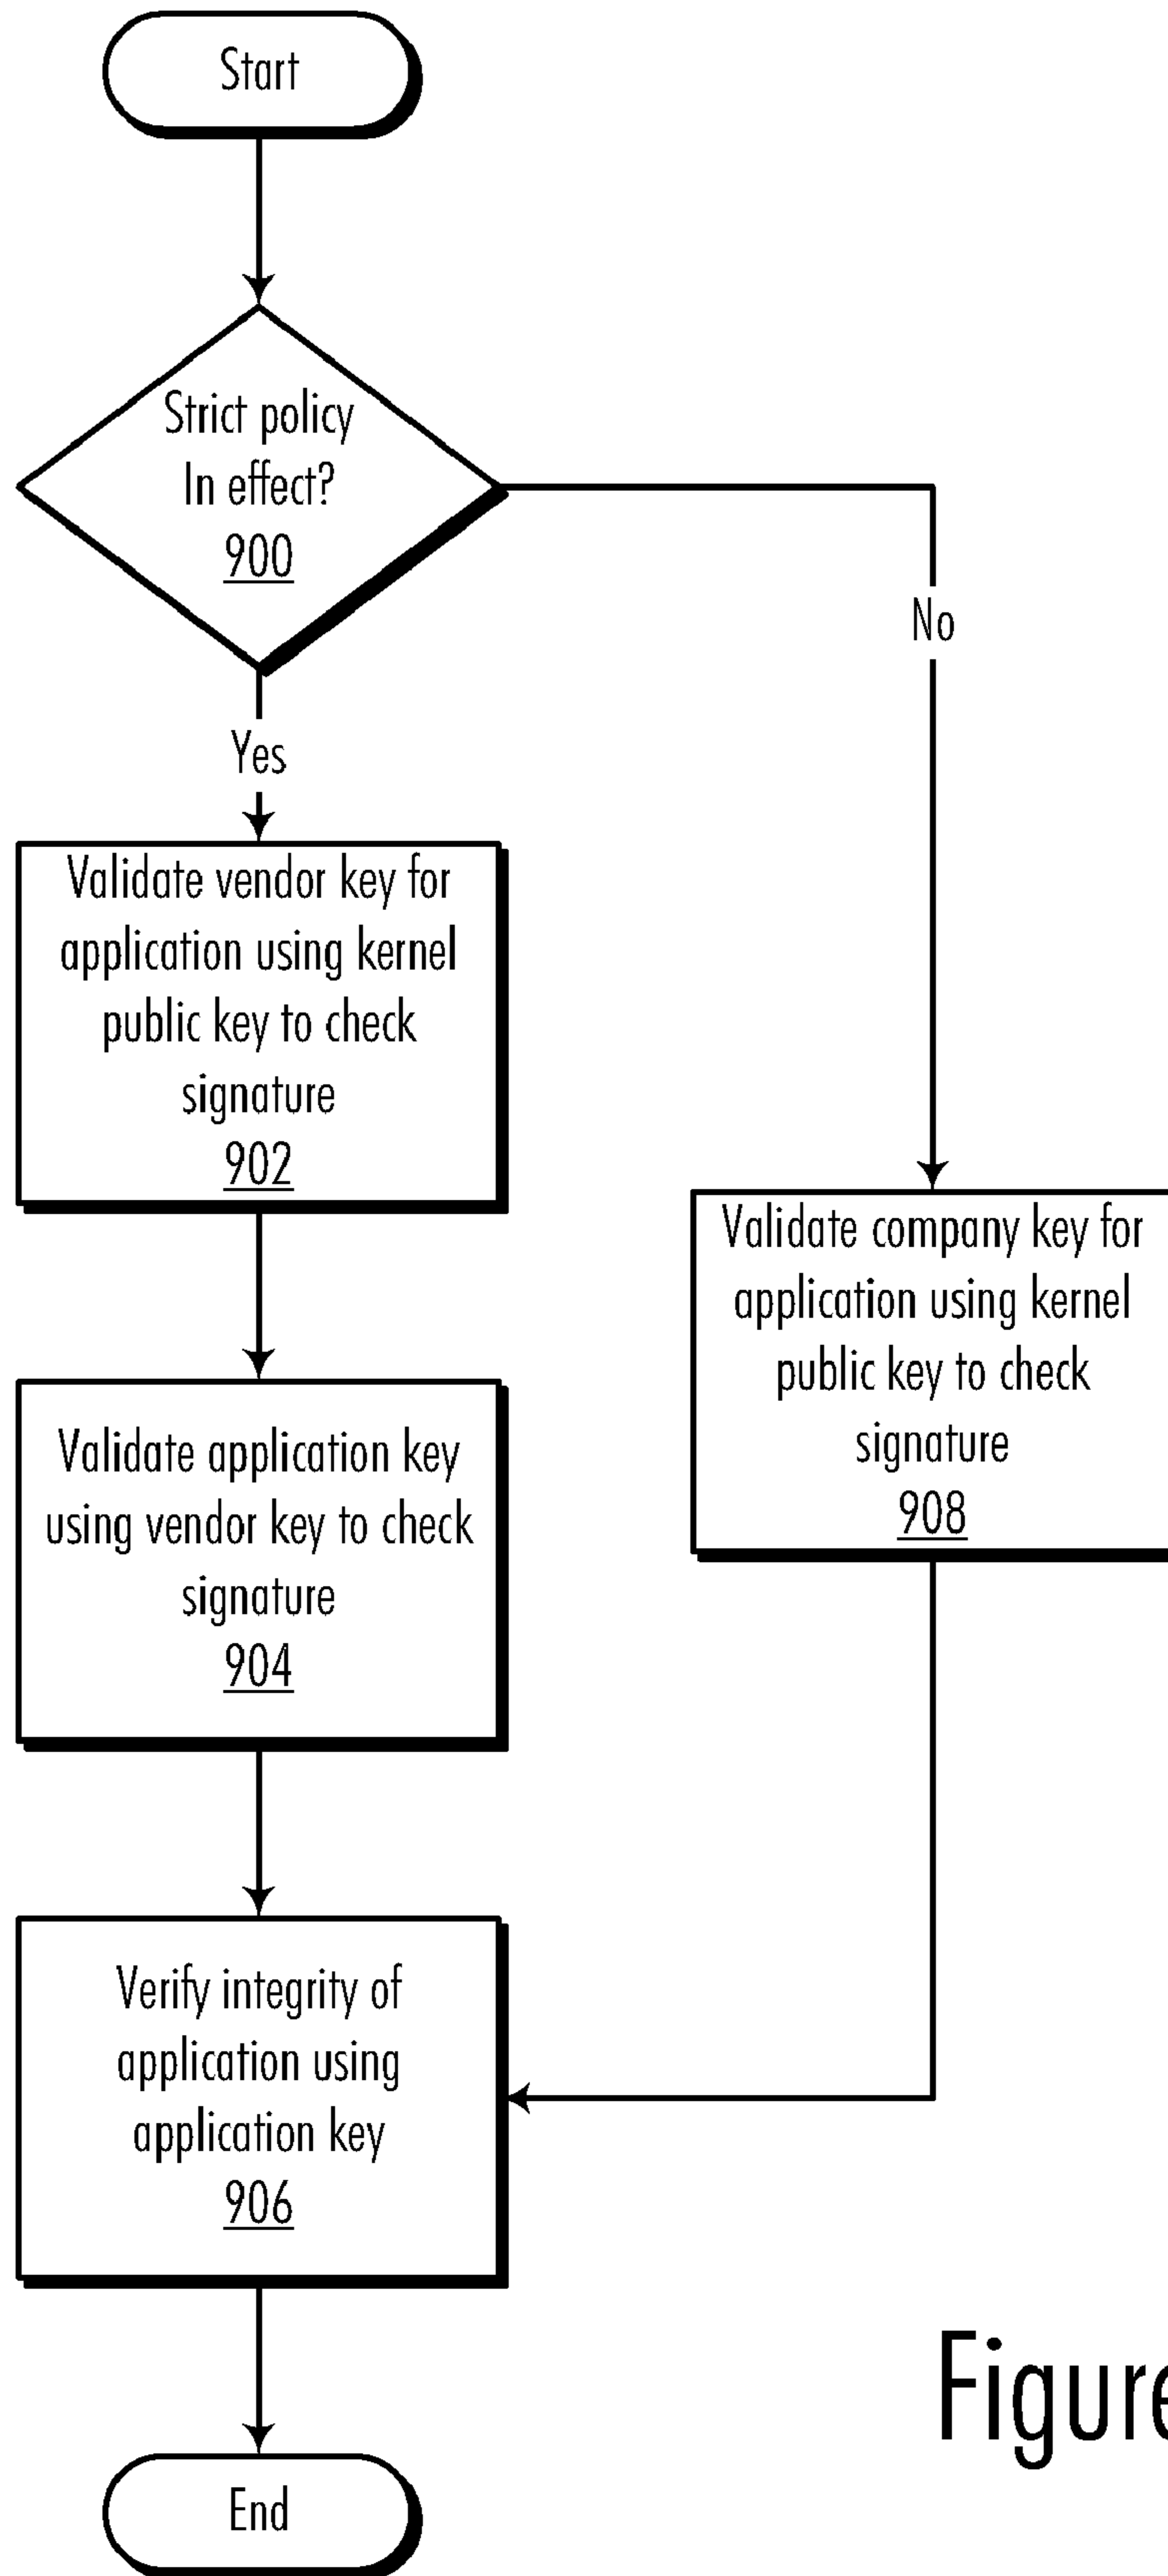 Start
Strict policy
In effect?
900
No
Yes
Validate vendor key for
application using kernel
public key to check
signature
902
Validate company key for
application using kernel
public key to check
signature
908
Validate application key
using vendor key to check
signature
904
Verify integrity of
application using
application key
906
Figure
End